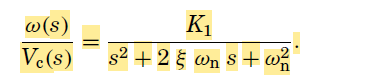 ω(s)/V_c(s) = K_1/(s^2 + 2 ξ ω_n s + ω_n^2).